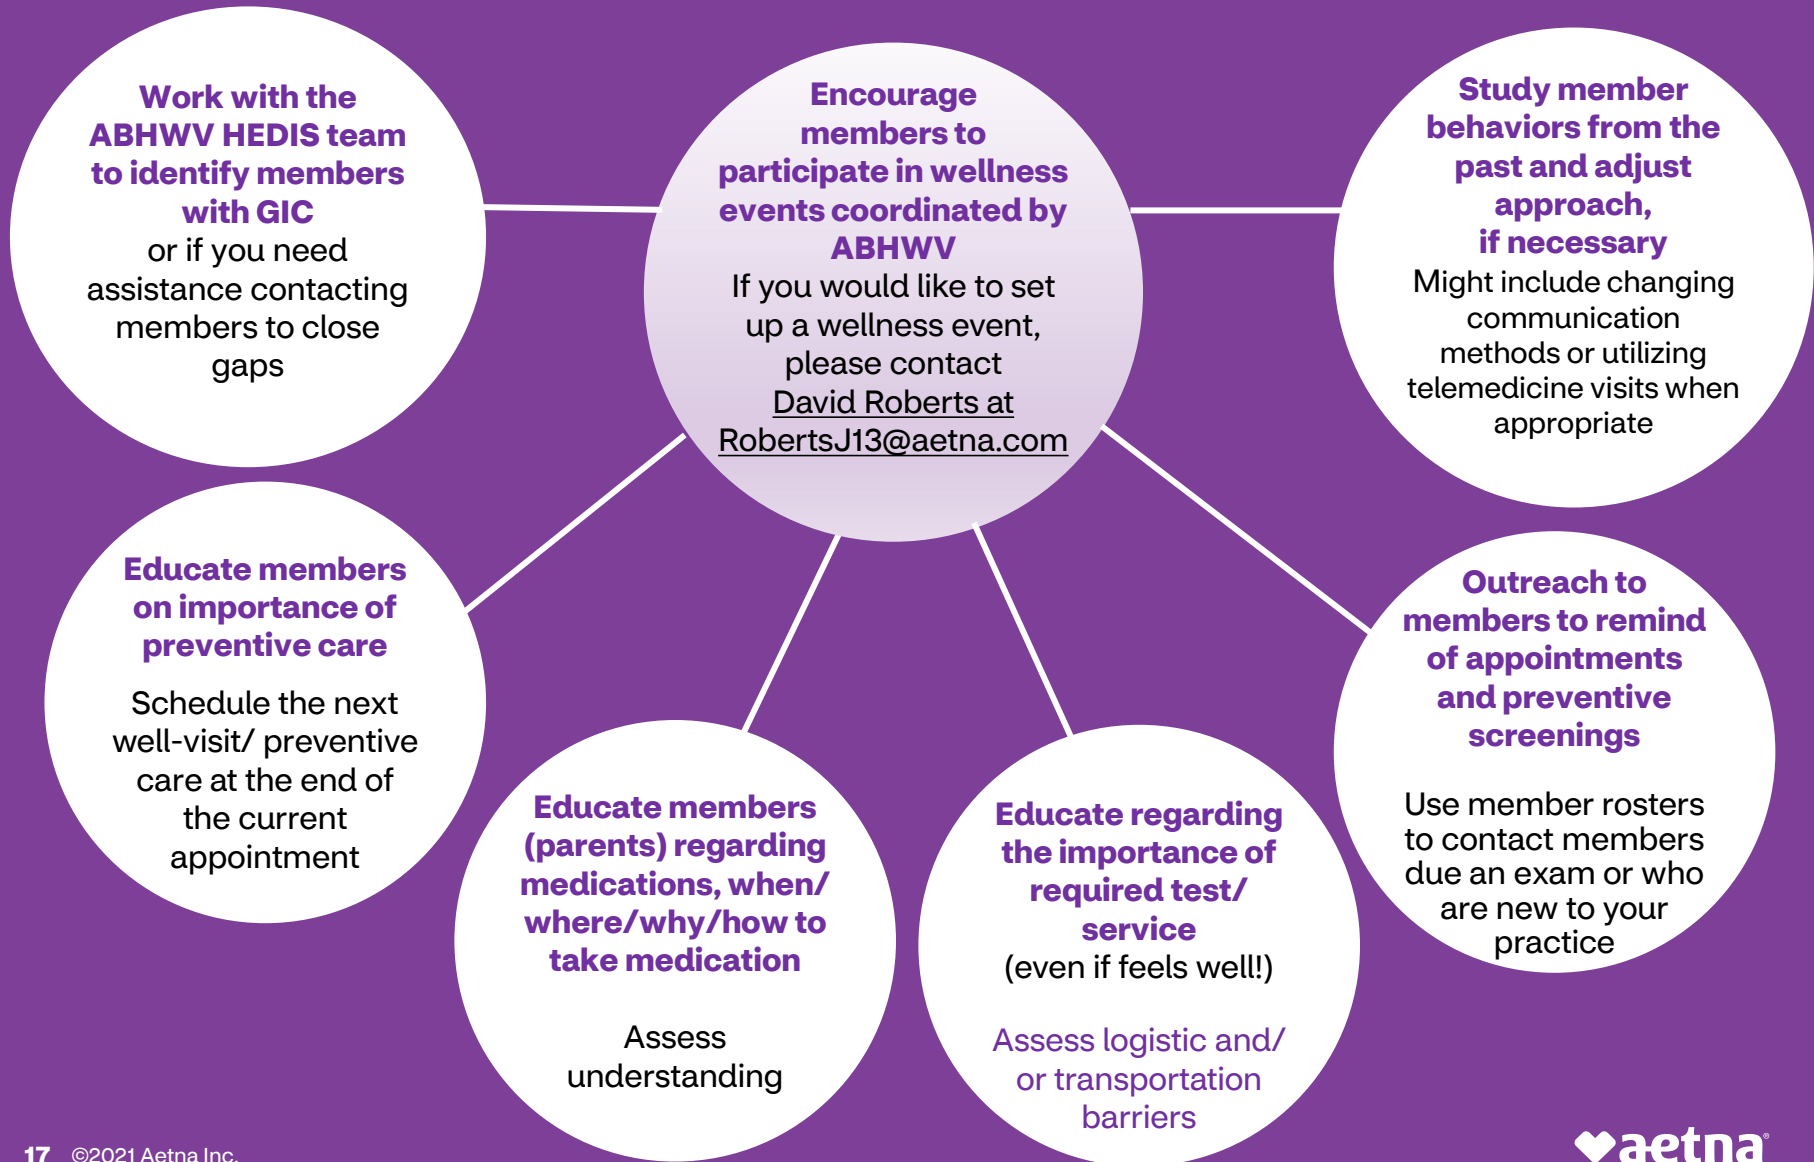 Work with the
ABHWV HEDIS team
to identify members
with GIC
or if you need
assistance contacting
members to close
gaps
Encourage
members to
participate in wellness
events coordinated by
ABHWV
If you would like to set
up a wellness event,
please contact
David Roberts at
RobertsJ13@aetna.com
Study member
behaviors from the
past and adjust
approach,
if necessary
Might include changing
communication
methods or utilizing
telemedicine visits when
appropriate
Educate members
on importance of
preventive care
Schedule the next
well-visit/ preventive
care at the end of
the current
appointment
Educate members
(parents) regarding
medications, when/
where/why/how to
take medication
Assess
understanding
Educate regarding
the importance of
required test/
service
(even if feels well!)
Assess logistic and/
or transportation
barriers
Outreach to
members to remind
of appointments
and preventive
screenings
Use member rosters
to contact members
due an exam or who
are new to your
practice
17 ©2021 Aetna Inc.
aetna®